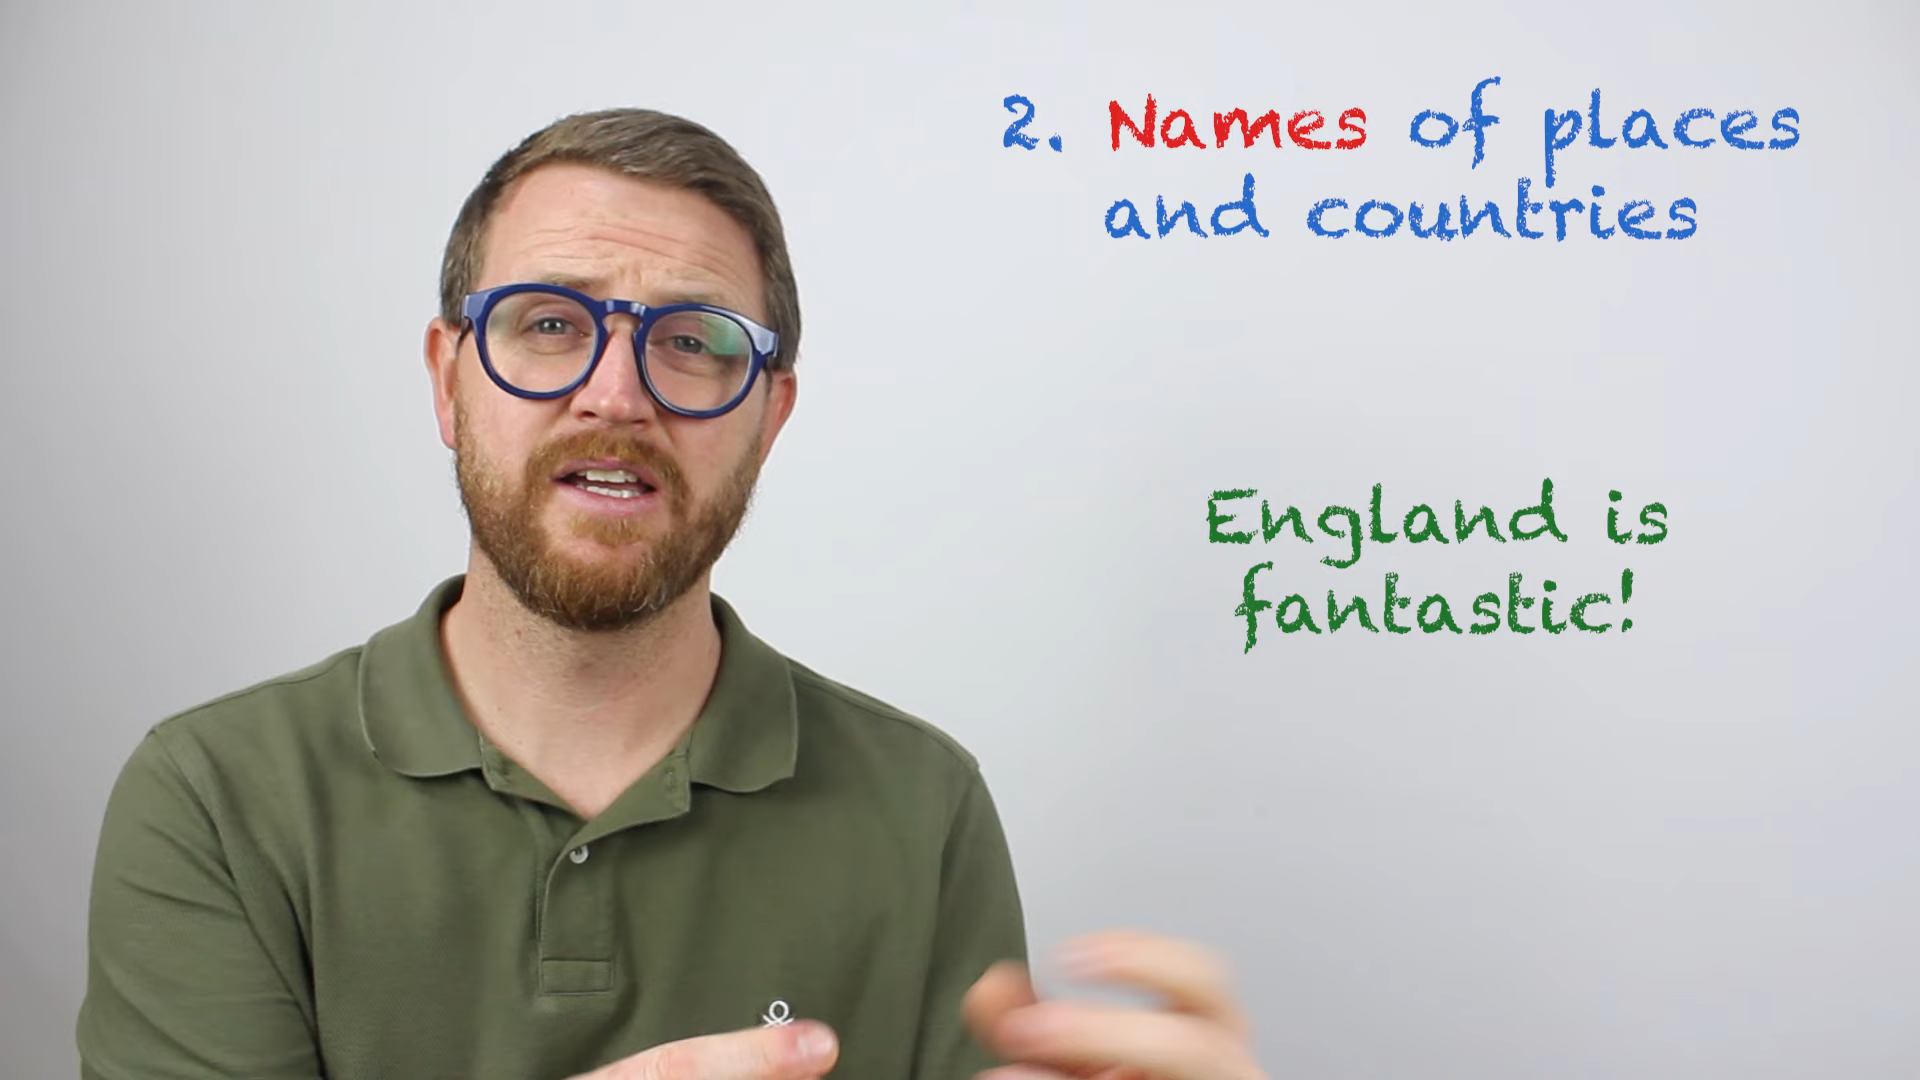 2. Names of places
and countries
England is
fantastic!